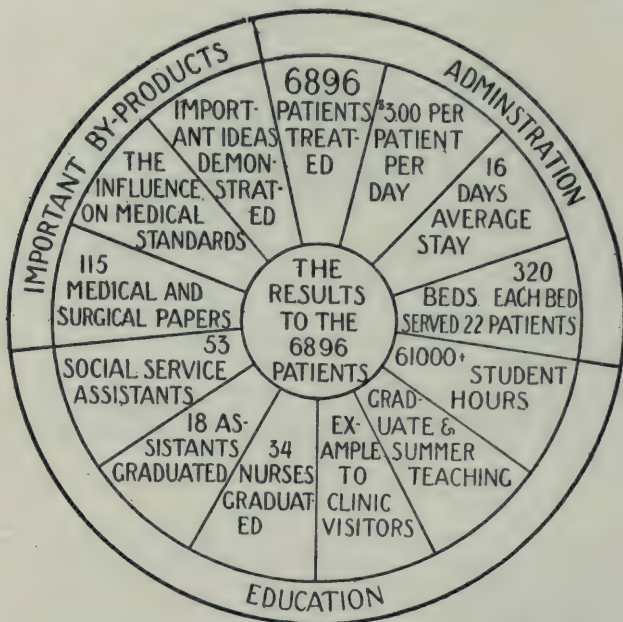 IMPORTANT BY-PRODUCTS
ADMINSTRATION
EDUCATION
6896
PATIENTS
TREAT-
ED
$3.00 PER
PATIENT
PER
DAY
16
DAYS
AVERAGE
STAY
320
BEDS. EACH BED
SERVED 22 PATIENTS
61000+
STUDENT
HOURS
GRAD-
UATE &
SUMMER
TEACHING
EX-
AMPLE
TO
CLINIC
VISITORS
34
NURSES
GRADUAT-
ED
18 AS-
SISTANTS
GRADUATED
53
SOCIAL SERVICE
ASSISTANTS
115
MEDICAL AND
SURGICAL PAPERS
THE
INFLUENCE
ON MEDICAL
STANDARDS
IMPORT-
ANT IDEAS
DEMON-
STRAT-
ED
THE
RESULTS
TO THE
6896
PATIENTS